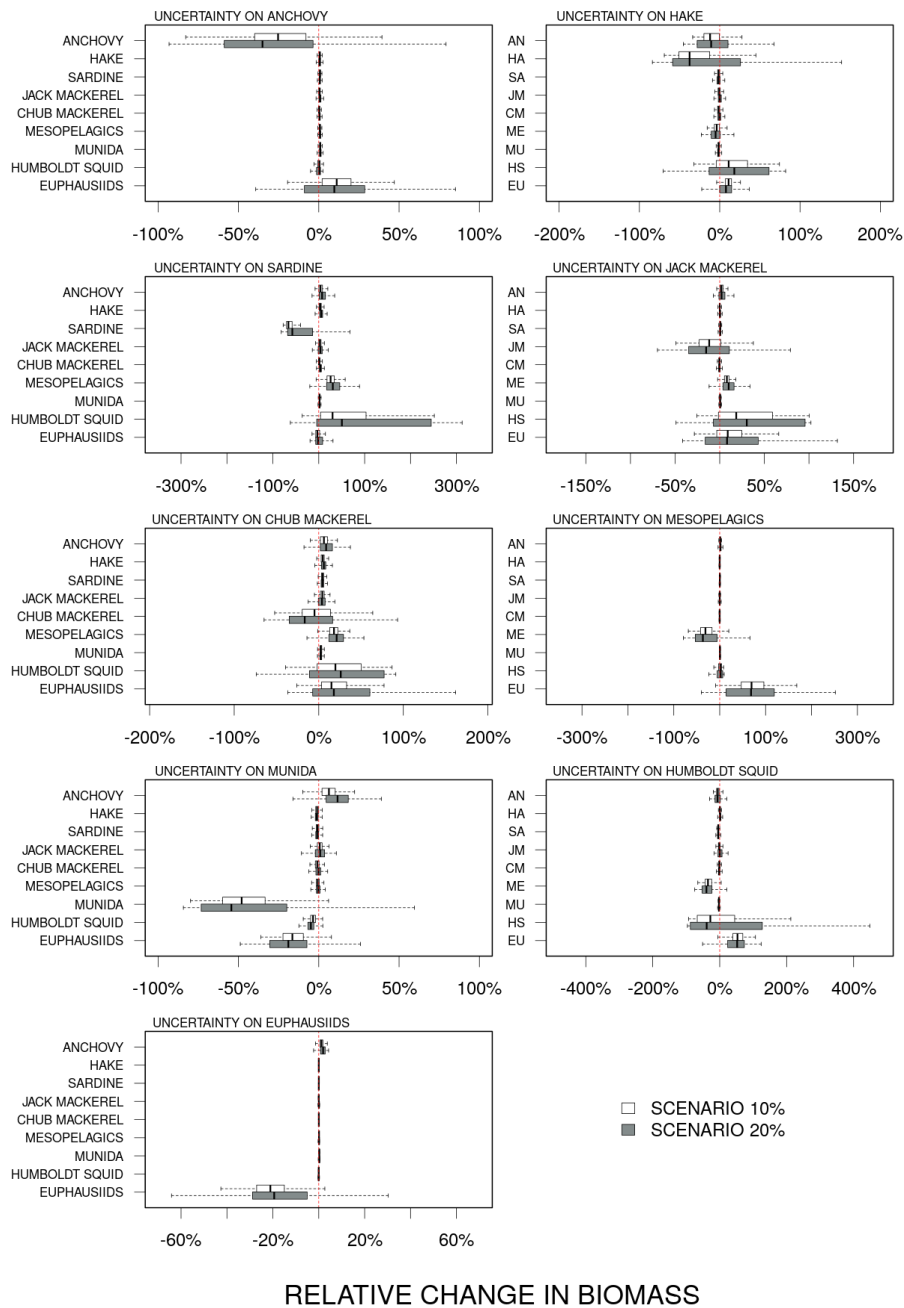 UNCERTAINTY ON ANCHOVY
ANCHOVY
HAKE
SARDINE
JACK MACKEREL
CHUB MACKEREL
MESOPELAGICS
MUNIDA
HUMBOLDT SQUID
EUPHAUSIIDS
-100% -50% 0% 50% 100%
UNCERTAINTY ON HAKE
AN
HA
SA
JM
CM
ME
MU
HS
EU
-200% -100% 0% 100% 200%
UNCERTAINTY ON SARDINE
ANCHOVY
HAKE
SARDINE
JACK MACKEREL
CHUB MACKEREL
MESOPELAGICS
MUNIDA
HUMBOLDT SQUID
EUPHAUSIIDS
-300% -100% 100% 300%
UNCERTAINTY ON JACK MACKEREL
AN
HA
SA
JM
CM
ME
MU
HS
EU
-150% -50% 50% 150%
UNCERTAINTY ON CHUB MACKEREL
ANCHOVY
HAKE
SARDINE
JACK MACKEREL
CHUB MACKEREL
MESOPELAGICS
MUNIDA
HUMBOLDT SQUID
EUPHAUSIIDS
-200% -100% 0% 100% 200%
UNCERTAINTY ON MESOPELAGICS
AN
HA
SA
JM
CM
ME
MU
HS
EU
-300% -100% 100% 300%
UNCERTAINTY ON MUNIDA
ANCHOVY
HAKE
SARDINE
JACK MACKEREL
CHUB MACKEREL
MESOPELAGICS
MUNIDA
HUMBOLDT SQUID
EUPHAUSIIDS
-100% -50% 0% 50% 100%
UNCERTAINTY ON HUMBOLDT SQUID
AN
HA
SA
JM
CM
ME
MU
HS
EU
-400% -200% 0% 200% 400%
UNCERTAINTY ON EUPHAUSIIDS
ANCHOVY
HAKE
SARDINE
JACK MACKEREL
CHUB MACKEREL
MESOPELAGICS
MUNIDA
HUMBOLDT SQUID
EUPHAUSIIDS
-60% -20% 20% 60%
SCENARIO 10%
SCENARIO 20%
RELATIVE CHANGE IN BIOMASS